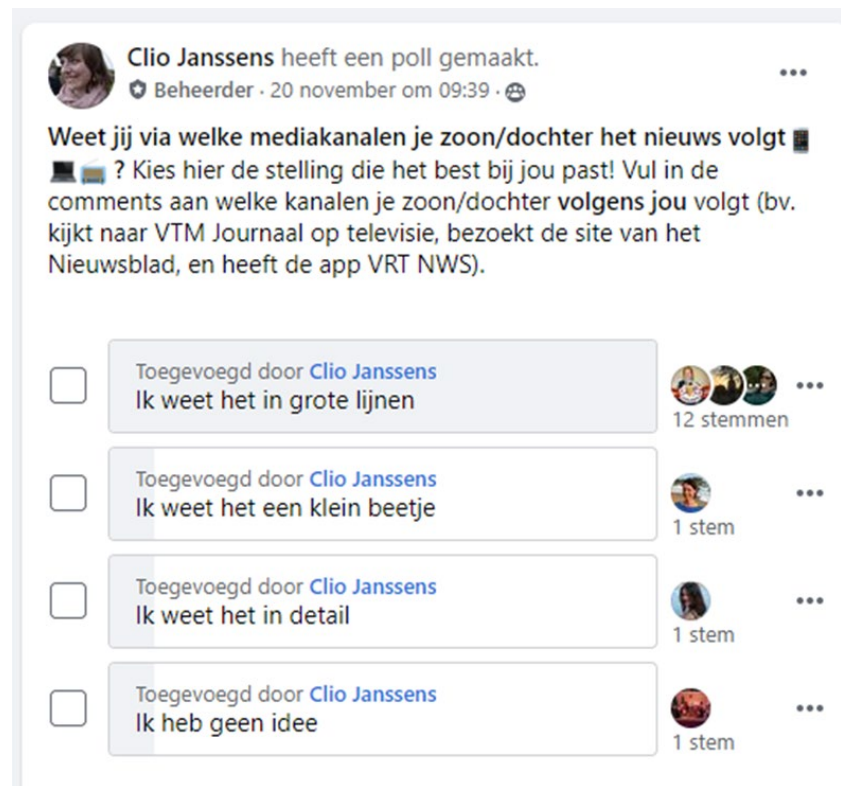 Clio Janssens heeft een poll gemaakt.
Beheerder · 20 november om 09:39 ·
Weet jij via welke mediakanalen je zoon/dochter het nieuws volgt📱
💻📻 ? Kies hier de stelling die het best bij jou past! Vul in de
comments aan welke kanalen je zoon/dochter volgens jou volgt (bv.
kijkt naar VTM Journaal op televisie, bezoekt de site van het
Nieuwsblad, en heeft de app VRT NWS).
Toegevoegd door Clio Janssens
Ik weet het in grote lijnen
12 stemmen
Toegevoegd door Clio Janssens
Ik weet het een klein beetje
1 stem
Toegevoegd door Clio Janssens
Ik weet het in detail
1 stem
Toegevoegd door Clio Janssens
Ik heb geen idee
1 stem